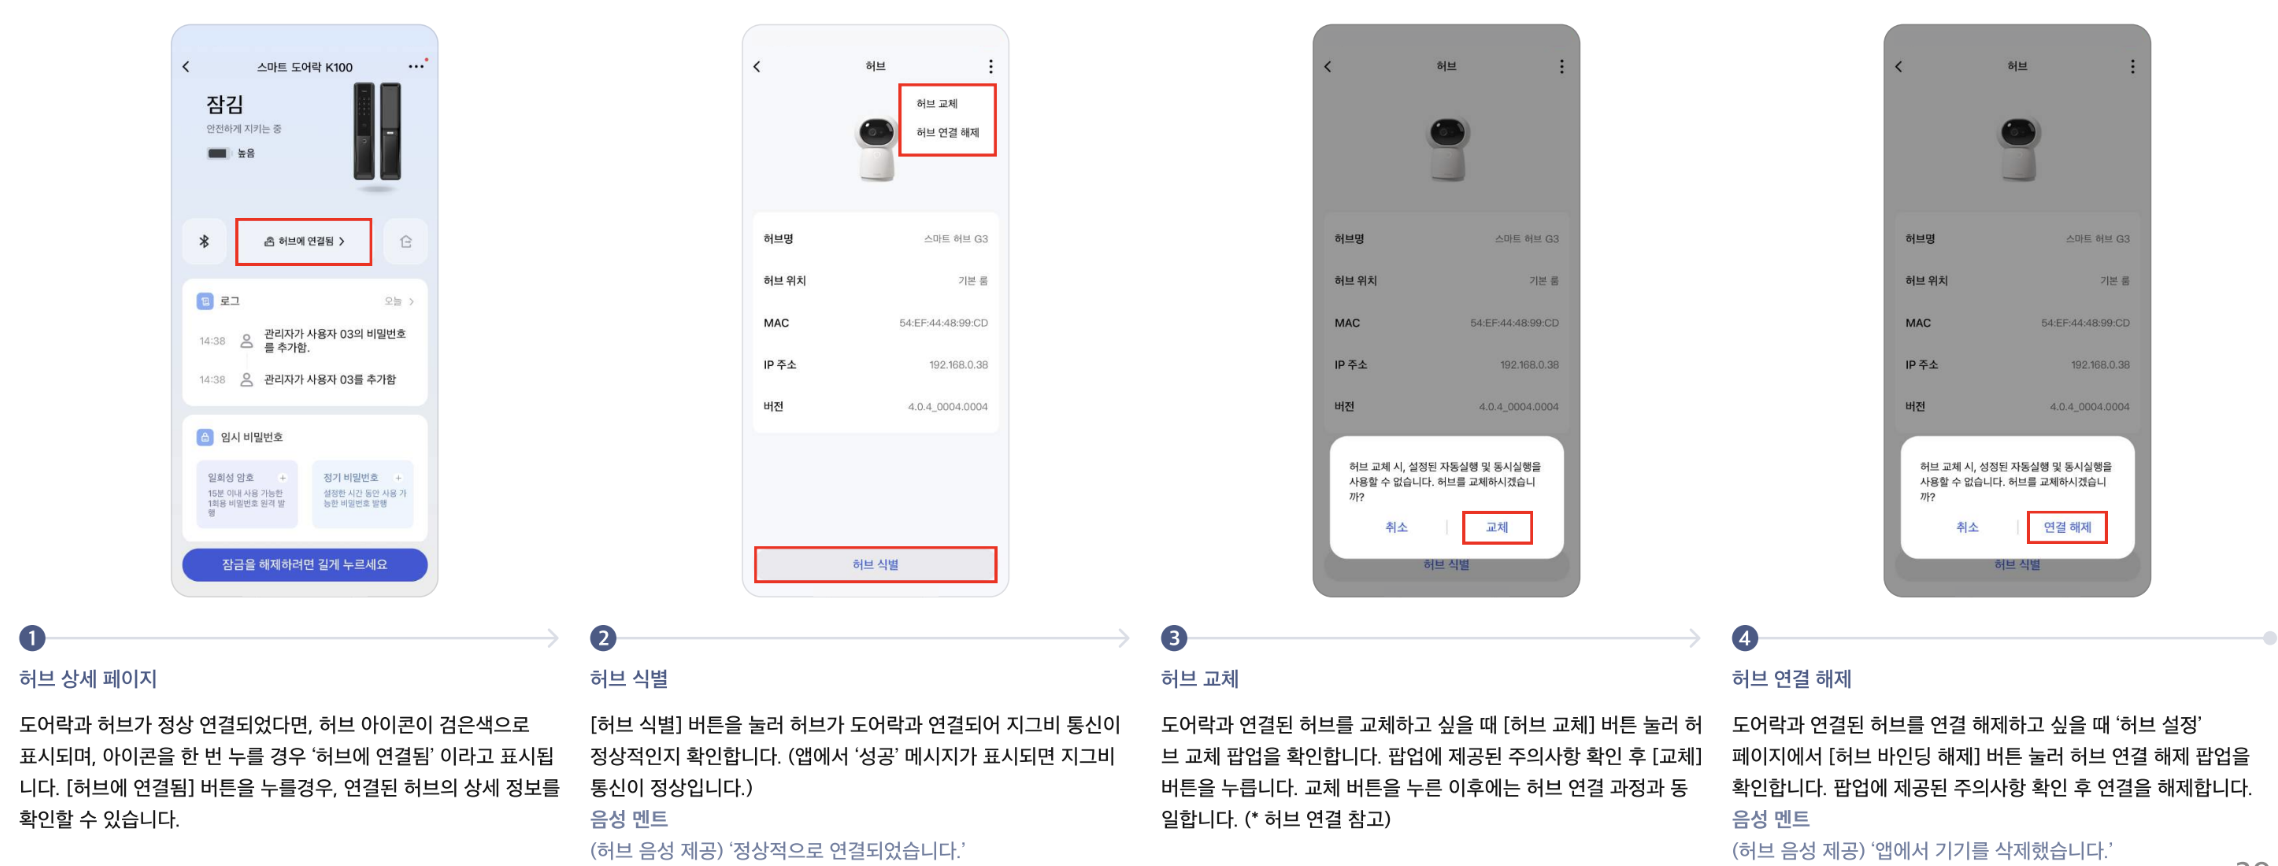 스마트 도어락 K100
잠김
안전하게 지키는 중
높음
허브에 연결됨
로그
오늘
14:38
관리자가 사용자 03의 비밀번호
를 추가함.
14:38
관리자가 사용자 03를 추가함
임시 비밀번호
일회성 암호 +
15분 이내 사용 가능한
1회용 비밀번호 원격 발
행
정기 비밀번호 +
설정한 시간 동안 사용 가
능한 비밀번호 발행
잠금을 해제하려면 길게 누르세요
1
허브 상세 페이지
도어락과 허브가 정상 연결되었다면, 허브 아이콘이 검은색으로
표시되며, 아이콘을 한 번 누를 경우 ‘허브에 연결됨’ 이라고 표시됩
니다. [허브에 연결됨] 버튼을 누를경우, 연결된 허브의 상세 정보를
확인할 수 있습니다.
허브
허브 교체
허브 연결 해제
허브명 스마트 허브 G3
허브 위치 기본 룸
MAC 54:EF:44:48:99:CD
IP 주소 192.168.0.38
버전 4.0.4_0004.0004
허브 식별
2
허브 식별
[허브 식별] 버튼을 눌러 허브가 도어락과 연결되어 지그비 통신이
정상적인지 확인합니다. (앱에서 ‘성공’ 메시지가 표시되면 지그비
통신이 정상입니다.)
음성 멘트
(허브 음성 제공) ‘정상적으로 연결되었습니다.’
허브
허브명 스마트 허브 G3
허브 위치 기본 룸
MAC 54:EF:44:48:99:CD
IP 주소 192.168.0.38
버전 4.0.4_0004.0004
허브 교체 시, 설정된 자동실행 및 동시실행을
사용할 수 없습니다. 허브를 교체하시겠습니
까?
취소 교체
허브 식별
3
허브 교체
도어락과 연결된 허브를 교체하고 싶을 때 [허브 교체] 버튼 눌러 허
브 교체 팝업을 확인합니다. 팝업에 제공된 주의사항 확인 후 [교체]
버튼을 누릅니다. 교체 버튼을 누른 이후에는 허브 연결 과정과 동
일합니다. (* 허브 연결 참고)
허브
허브명 스마트 허브 G3
허브 위치 기본 룸
MAC 54:EF:44:48:99:CD
IP 주소 192.168.0.38
버전 4.0.4_0004.0004
허브 교체 시, 성정된 자동실행 및 동시실행을
사용할 수 없습니다. 허브를 교체하시겠습니
까?
취소 연결 해제
허브 식별
4
허브 연결 해제
도어락과 연결된 허브를 연결 해제하고 싶을 때 ‘허브 설정’
페이지에서 [허브 바인딩 해제] 버튼 눌러 허브 연결 해제 팝업을
확인합니다. 팝업에 제공된 주의사항 확인 후 연결을 해제합니다.
음성 멘트
(허브 음성 제공) ‘앱에서 기기를 삭제했습니다.’